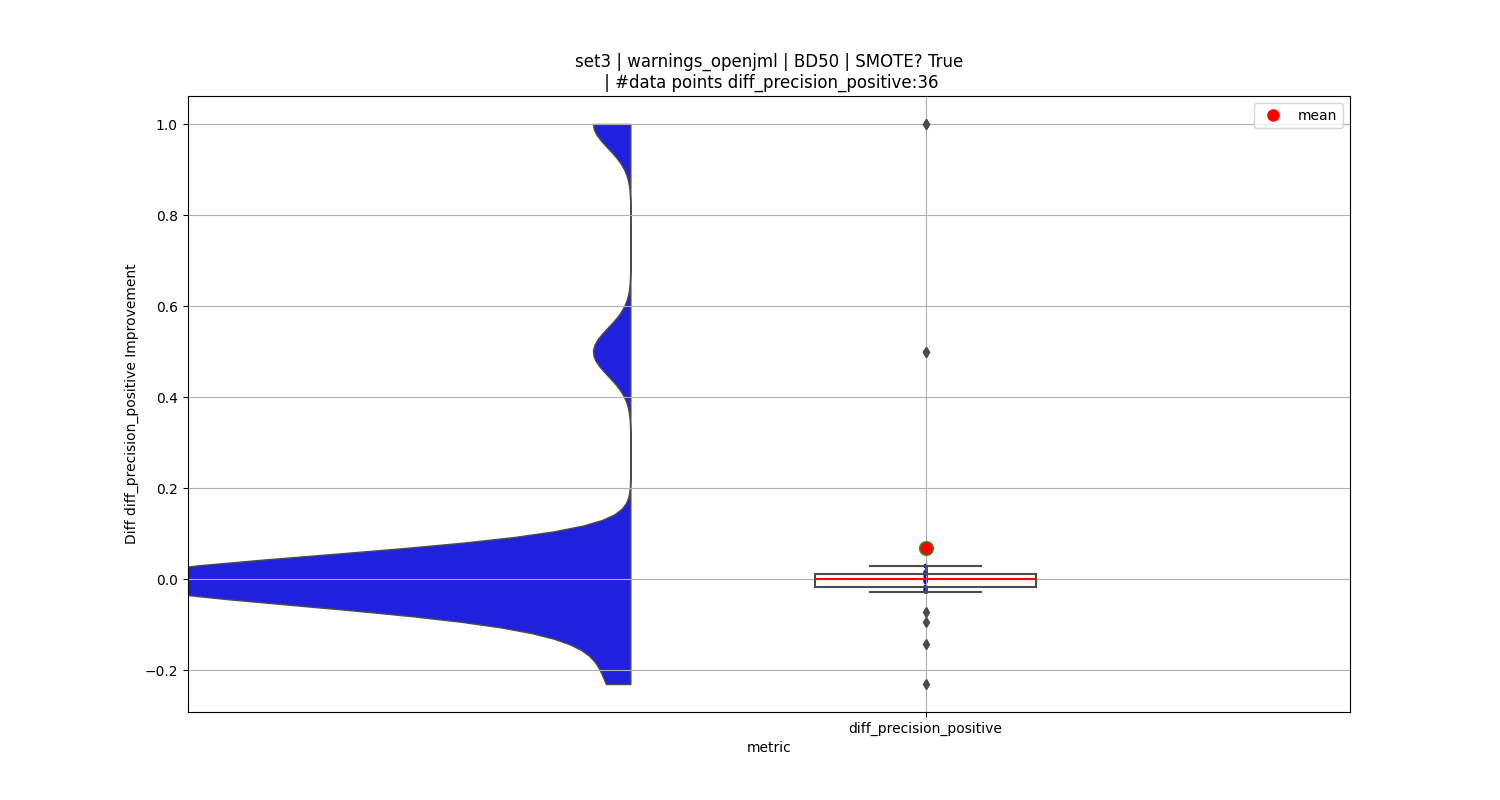 set3 | warnings_openjml | BD50 | SMOTE? True
| #data points diff_precision_positive:36
mean
1.0
0.8
0.6
0.4
0.2
0.0
−0.2
Diff diff_precision_positive Improvement
diff_precision_positive
metric